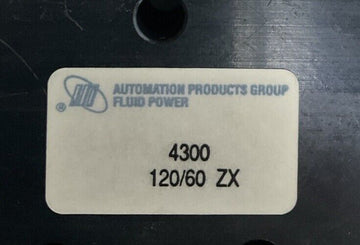 AUTOMATION PRODUCTS GROUP
FLUID POWER
®
4300
120/60 ZX